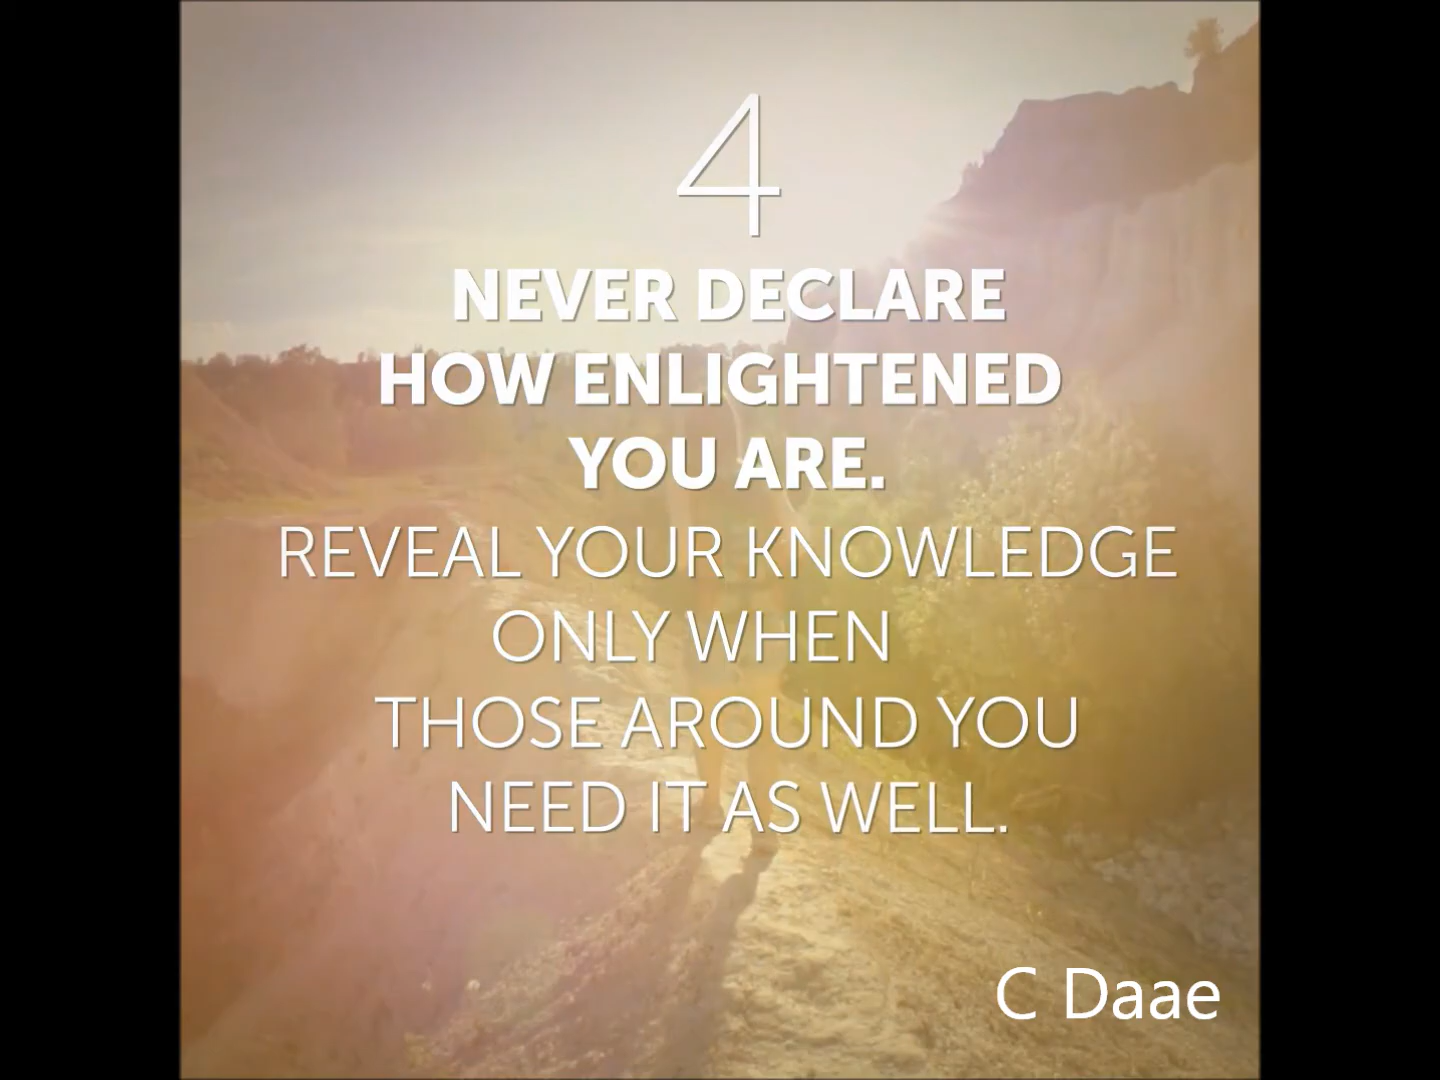 4
NEVER DECLARE
HOW ENLIGHTENED
YOU ARE.
REVEAL YOUR KNOWLEDGE
ONLY WHEN
THOSE AROUND YOU
NEED IT AS WELL.
C Daae